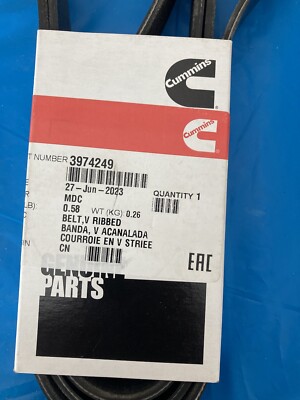 Cummins
Cummins
T NUMBER 3974249
27-Jun-2023
QUANTITY 1
MDC
LB) 0.58 WT (KG) 0.26
BELT,V RIBBED
BANDA, V ACANALADA
COURROIE EN V STRIEE
CN
EAC
GENUINE
PARTS